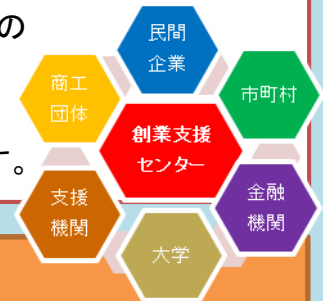 の
民間
企業
商工
団体
市町村
創業支援
センター
。
支援
機関
金融
機関
大学